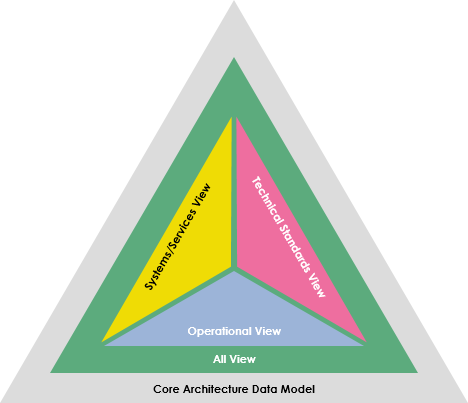 Systems/Services View
Technical Standards View
Operational View
All View
Core Architecture Data Model